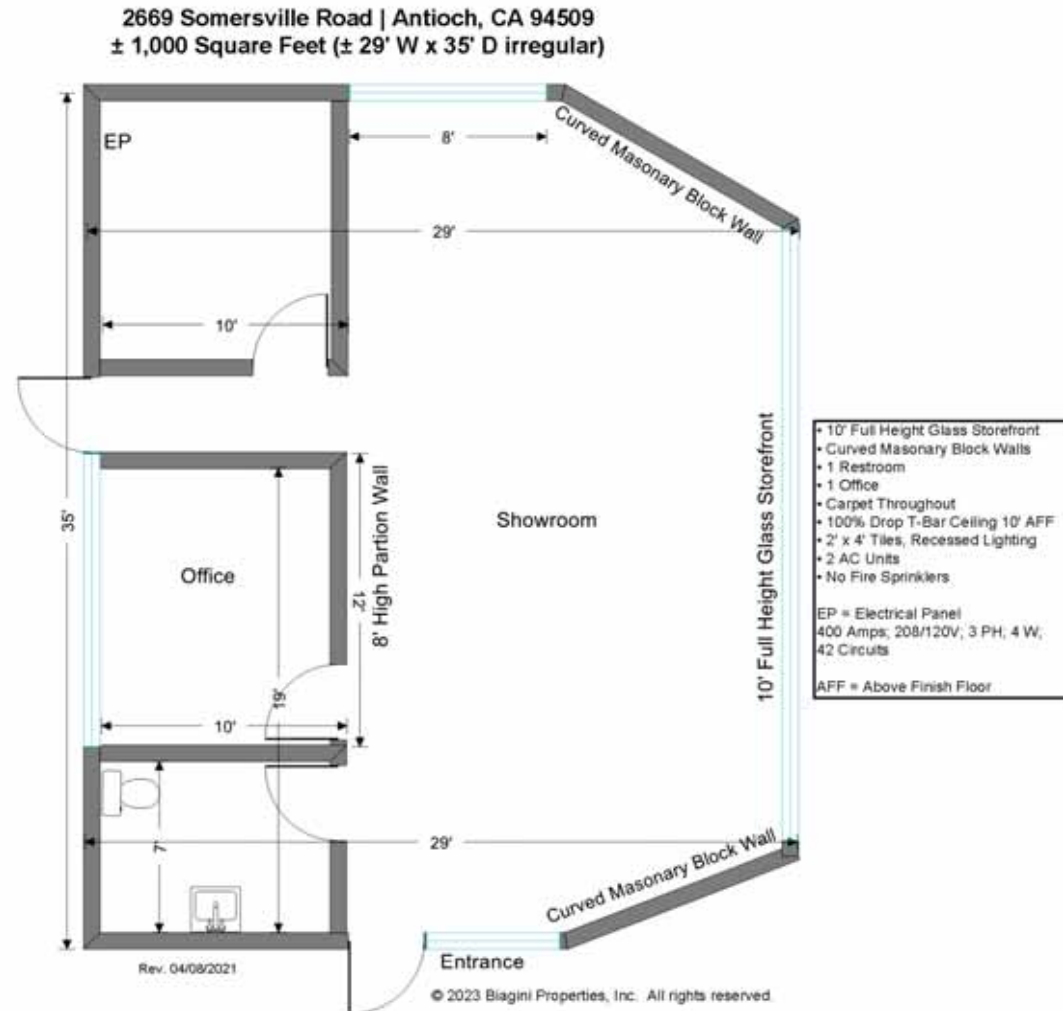 2669 Somersville Road | Antioch, CA 94509
± 1,000 Square Feet (± 29' W x 35' D irregular)
EP
8'
Curved Masonary Block Wall
29'
10'
35'
Office
12'
8' High Partion Wall
19'
10'
Showroom
10' Full Height Glass Storefront
• 10' Full Height Glass Storefront
• Curved Masonary Block Walls
• 1 Restroom
• 1 Office
• Carpet Throughout
• 100% Drop T-Bar Ceiling 10' AFF
• 2' x 4' Tiles, Recessed Lighting
• 2 AC Units
• No Fire Sprinklers
EP = Electrical Panel
400 Amps; 208/120V; 3 PH; 4 W;
42 Circuits
AFF = Above Finish Floor
7'
29'
Curved Masonary Block Wall
Entrance
Rev. 04/08/2021
© 2023 Biagini Properties, Inc. All rights reserved.